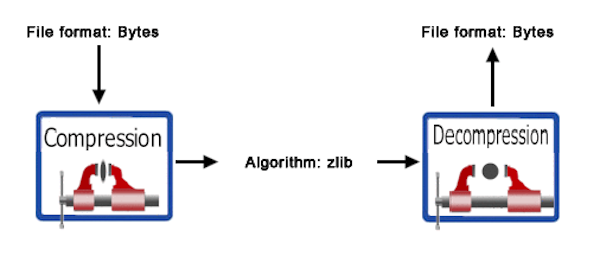 File format: Bytes
File format: Bytes
Compression
Decompression
Algorithm: zlib